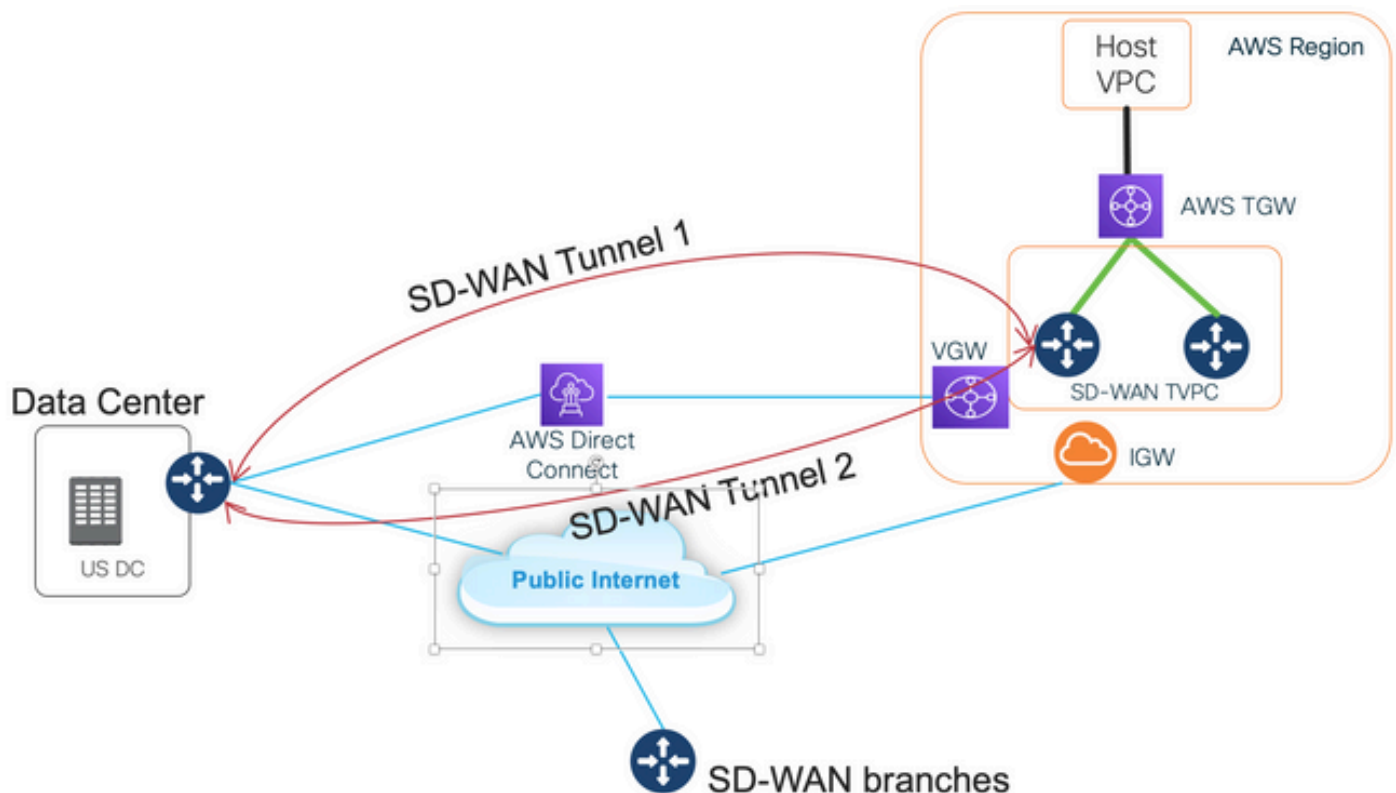 Host
VPC
AWS Region
AWS TGW
SD-WAN Tunnel 1
VGW
SD-WAN TVPC
Data Center
AWS Direct
Connect
IGW
SD-WAN Tunnel 2
US DC
Public Internet
SD-WAN branches